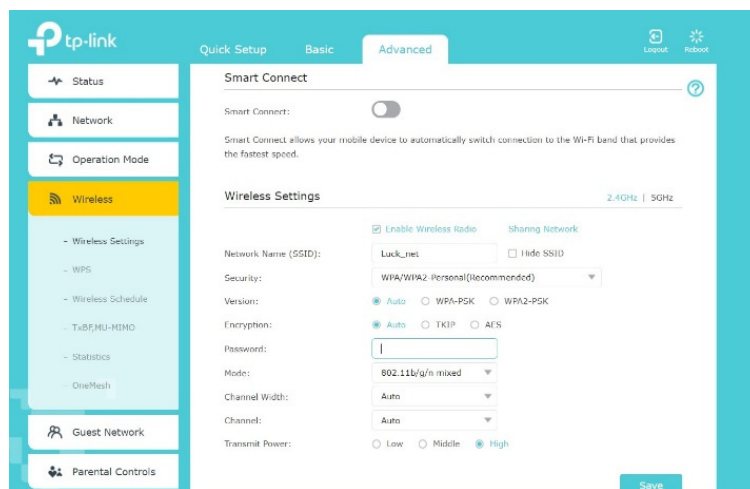 tp-link
Quick Setup Basic Advanced Logout Reboot
Status
Network
Operation Mode
Wireless
- Wireless Settings
- WPS
- Wireless Schedule
- TxBF,MU-MIMO
- Statistics
- OneMesh
Guest Network
Parental Controls
Smart Connect
Smart Connect:
Smart Connect allows your mobile device to automatically switch connection to the Wi-Fi band that provides
the fastest speed.
Wireless Settings 2.4GHz | 5GHz
Enable Wireless Radio Sharing Network
Network Name (SSID): Luck_net Hide SSID
Security: WPA/WPA2-Personal(Recommended)
Version: Auto WPA-PSK WPA2-PSK
Encryption: Auto TKIP AES
Password:
Mode: 802.11b/g/n mixed
Channel Width: Auto
Channel: Auto
Transmit Power: Low Middle High
Save